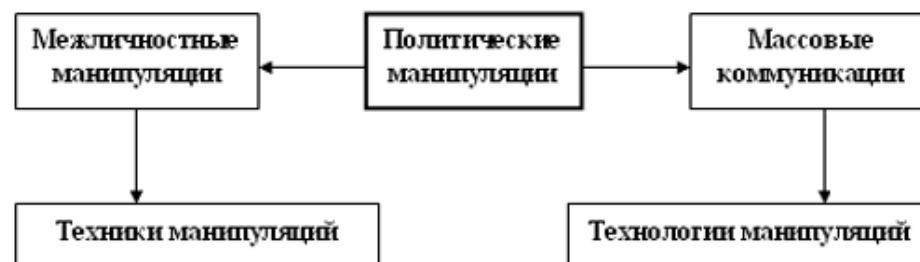 Межличностные
манипуляции
Политические
манипуляции
Массовые
коммуникации
Техники манипуляций
Технологии манипуляций